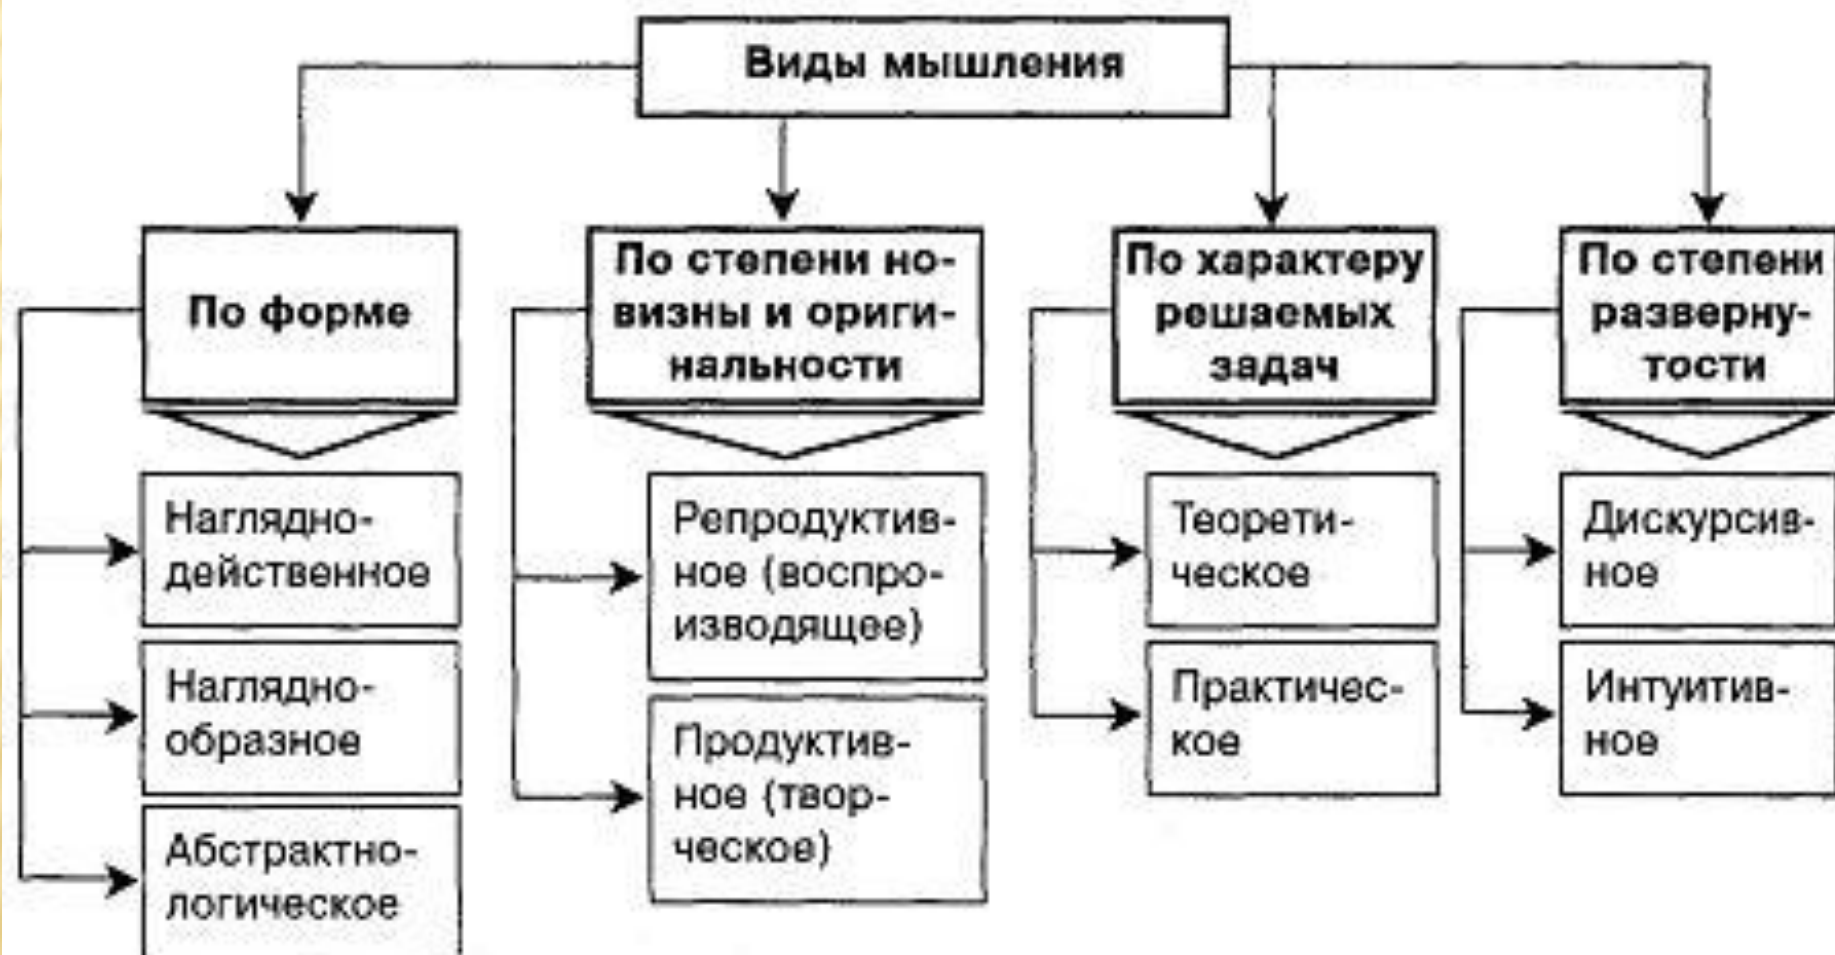 Виды мышления
По форме
Наглядно-
действенное
Наглядно-
образное
Абстрактно-
логическое
По степени но-
визны и ориги-
нальности
Репродуктив-
ное (воспро-
изводящее)
Продуктив-
ное (твор-
ческое)
По характеру
решаемых
задач
Теорети-
ческое
Практичес-
кое
По степени
разверну-
тости
Дискурсив-
ное
Интуитив-
ное